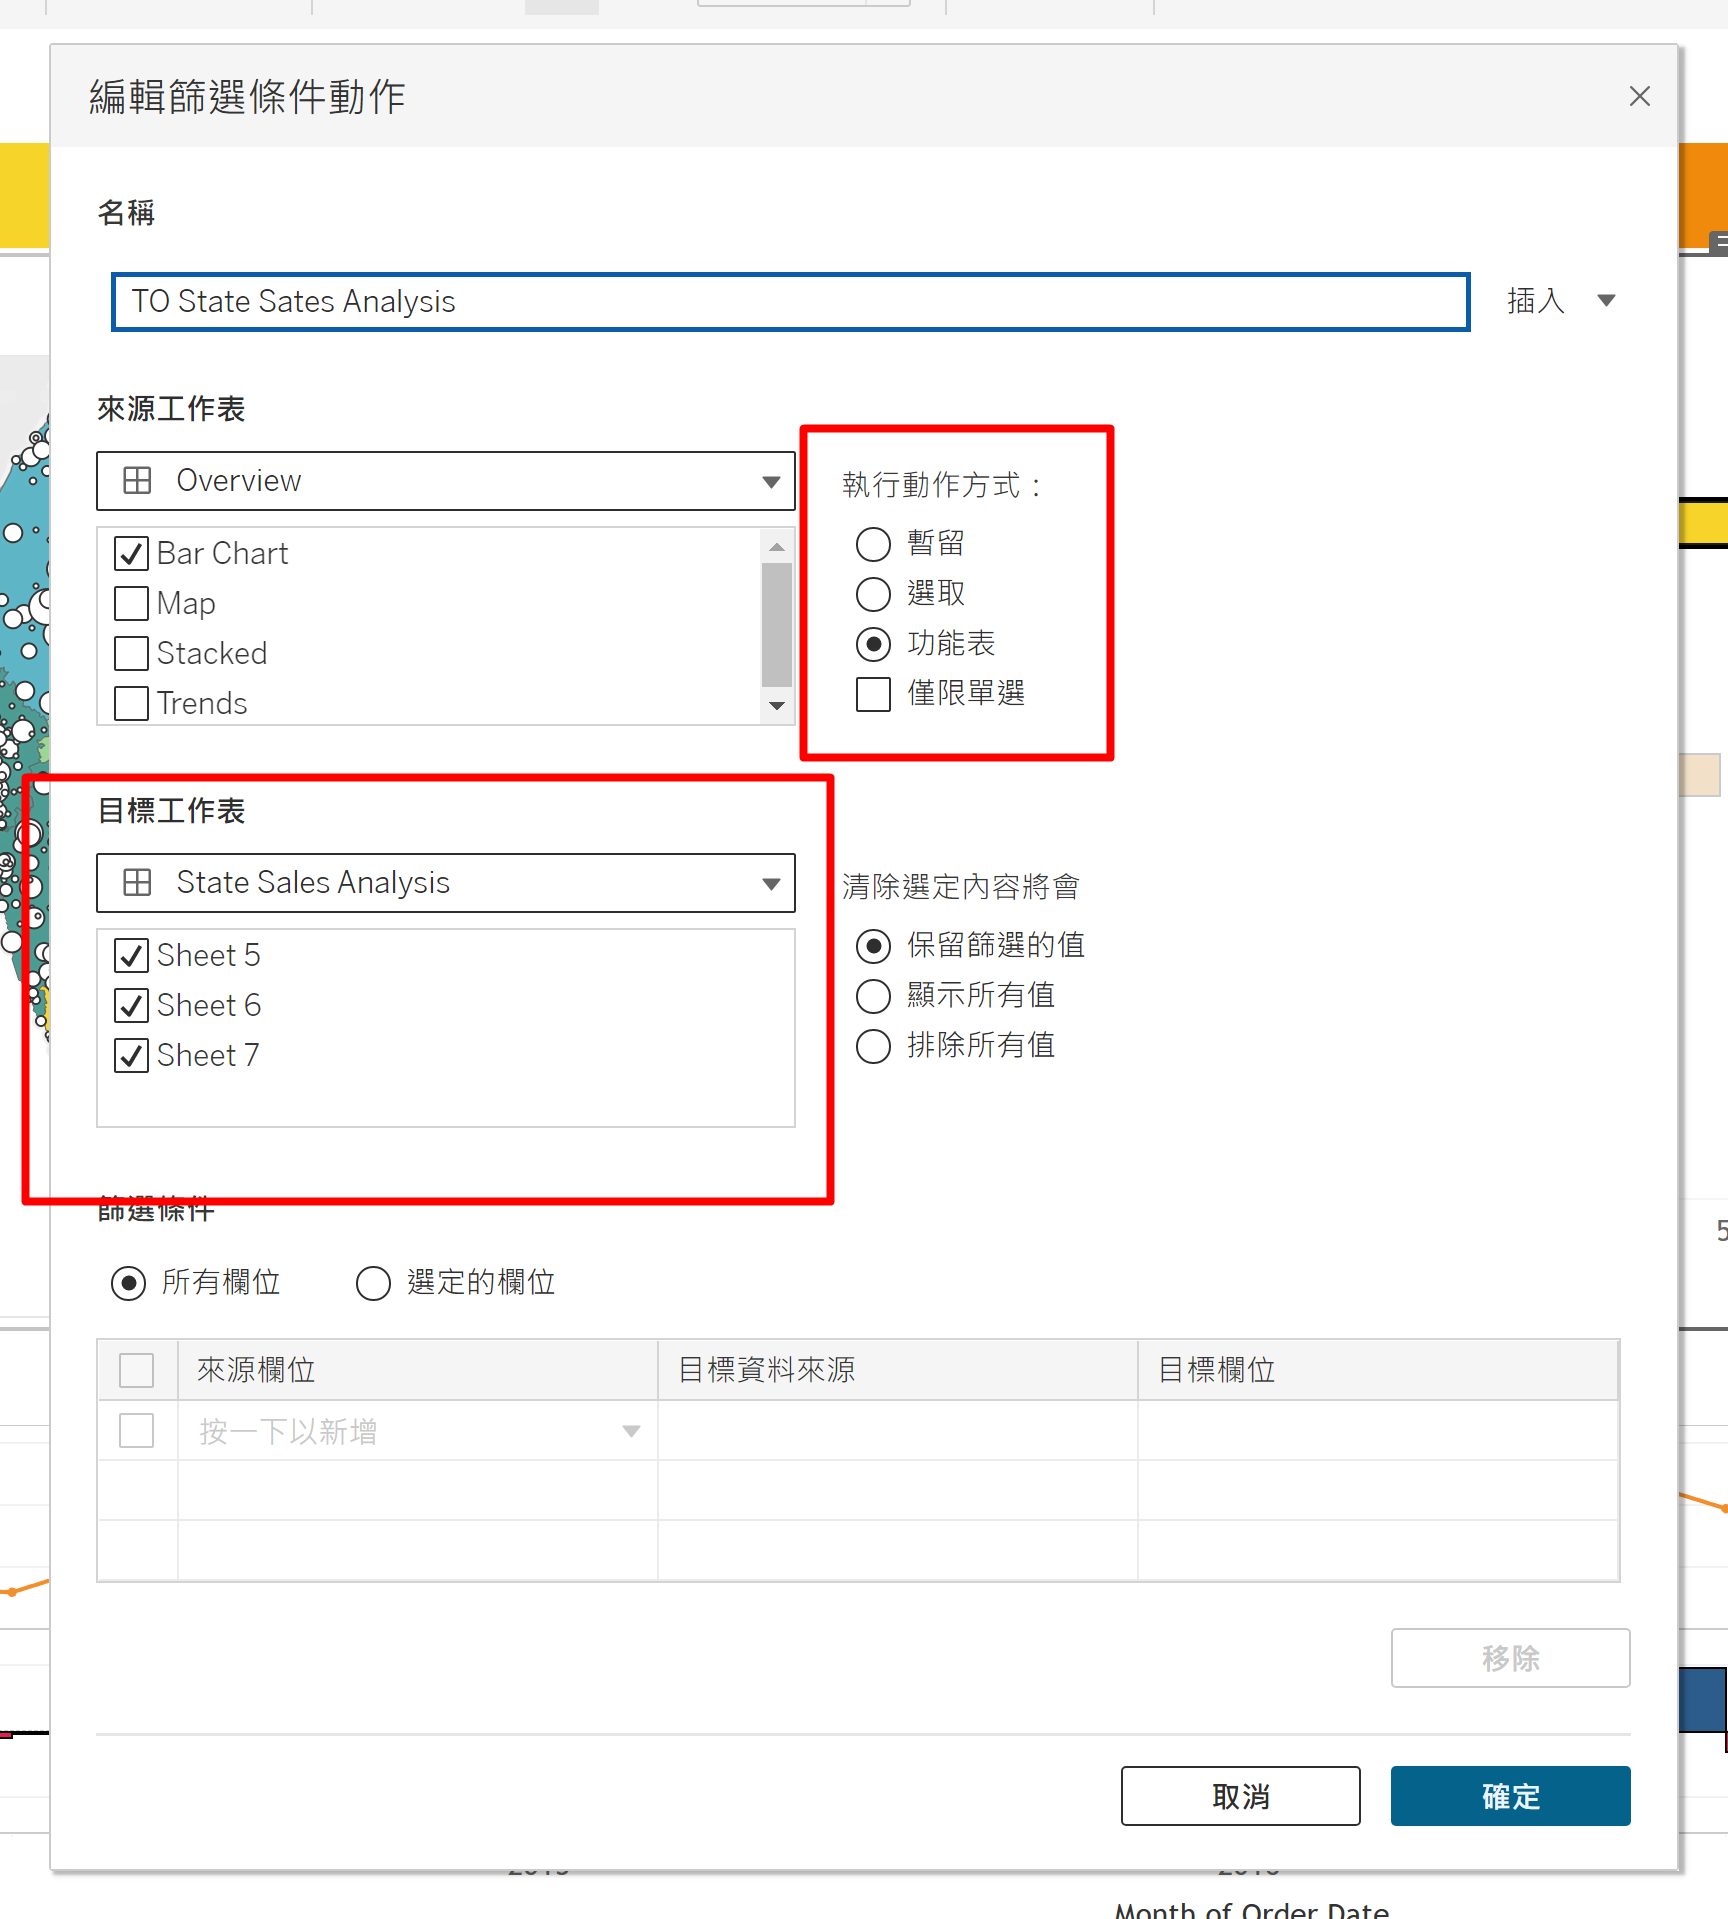 編輯篩選條件動作
名稱
TO State Sates Analysis
插入
來源工作表
Overview
Bar Chart
Map
Stacked
Trends
執行動作方式：
暫留
選取
功能表
僅限單選
目標工作表
State Sales Analysis
Sheet 5
Sheet 6
Sheet 7
清除選定內容將會
保留篩選的值
顯示所有值
排除所有值
篩選條件
5
所有欄位 選定的欄位
來源欄位 目標資料來源 目標欄位
按一下以新增
移除
取消 確定
Month of Order Date